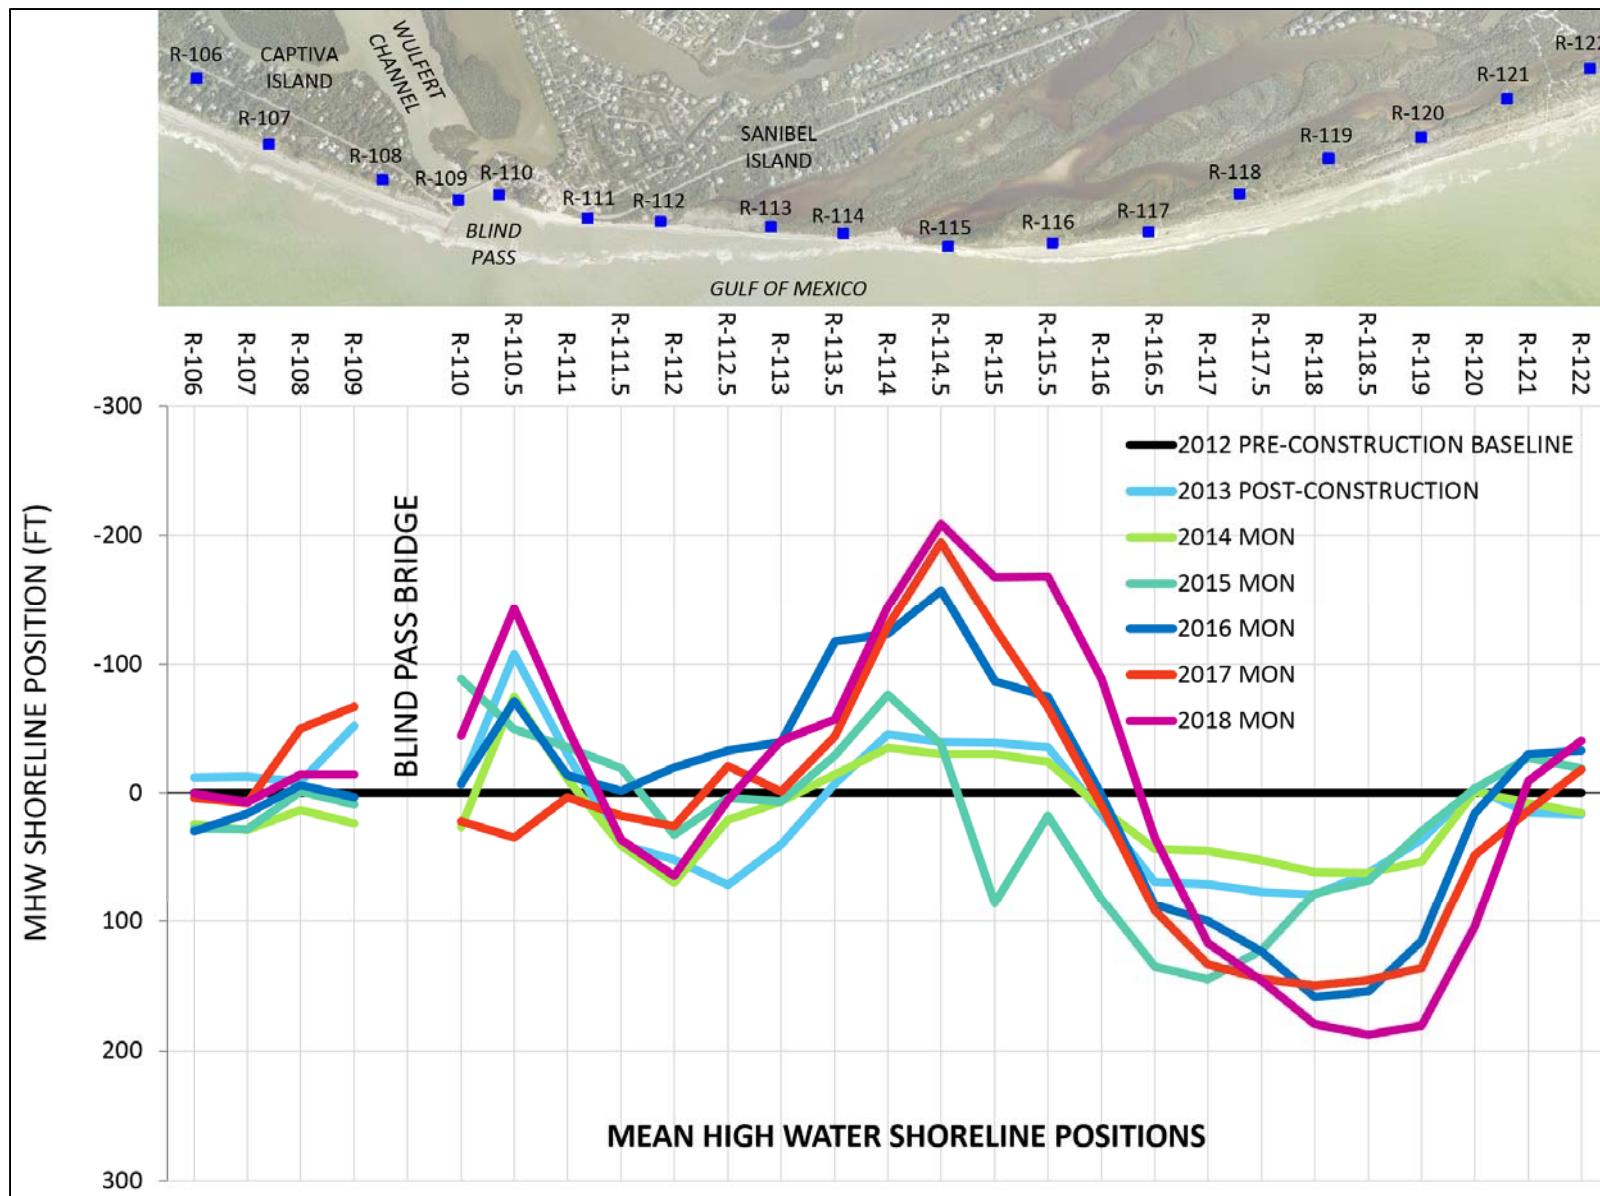 R-106
CAPTIVA
ISLAND
WULFERT
CHANNEL
R-107
R-108
R-109
R-110
BLIND
PASS
R-111
R-112
SANIBEL
ISLAND
R-113
R-114
R-115
R-116
R-117
R-118
R-119
R-120
R-121
R-122
GULF OF MEXICO
R-106
R-107
R-108
R-109
R-110
R-110.5
R-111
R-111.5
R-112
R-112.5
R-113
R-113.5
R-114
R-114.5
R-115
R-115.5
R-116
R-116.5
R-117
R-117.5
R-118
R-118.5
R-119
R-120
R-121
R-122
MHW SHORELINE POSITION (FT)
-300
-200
-100
0
100
200
300
BLIND PASS BRIDGE
2012 PRE-CONSTRUCTION BASELINE
2013 POST-CONSTRUCTION
2014 MON
2015 MON
2016 MON
2017 MON
2018 MON
MEAN HIGH WATER SHORELINE POSITIONS